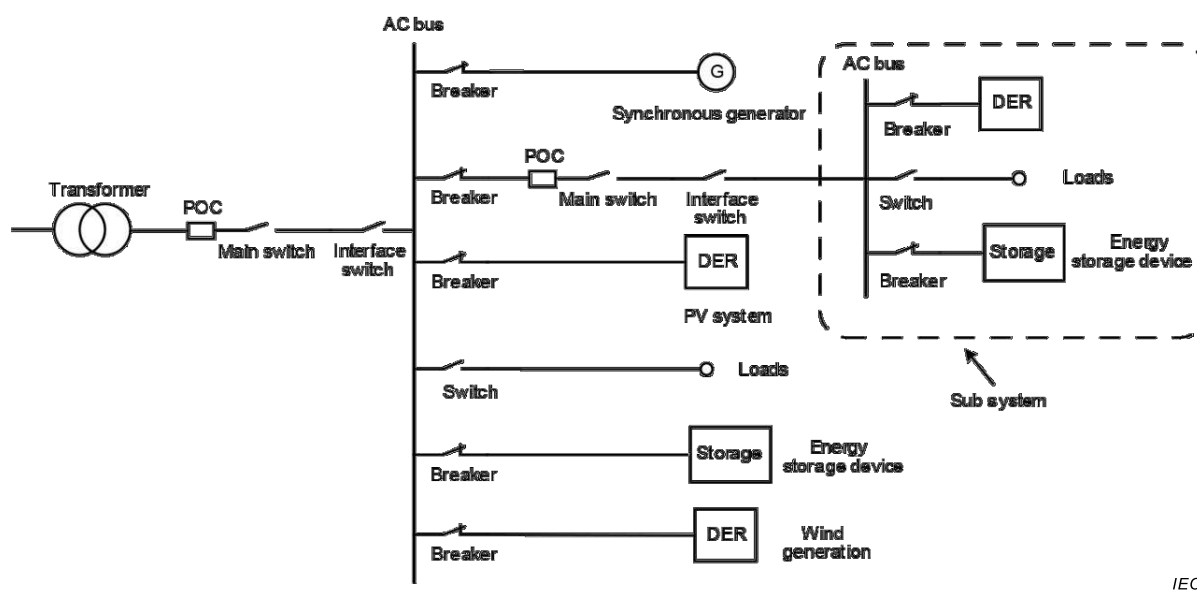 AC bus
Breaker
G
Synchronous generator
AC bus
Breaker
DER
Transformer
POC
Main switch
Interface
switch
Breaker
POC
Main switch
Interface
switch
Switch
Loads
Breaker
DER
PV system
Breaker
Storage
Energy
storage device
Sub system
Switch
Loads
Breaker
Storage
Energy
storage device
Breaker
DER
Wind
generation